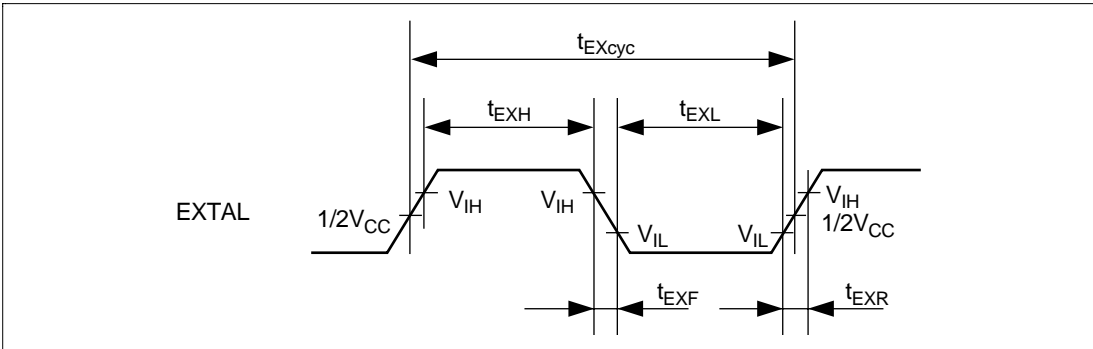 tEXcyc
tEXH tEXL
VIH VIH VIH
EXTAL 1/2VCC 1/2VCC
VIL VIL
tEXF tEXR